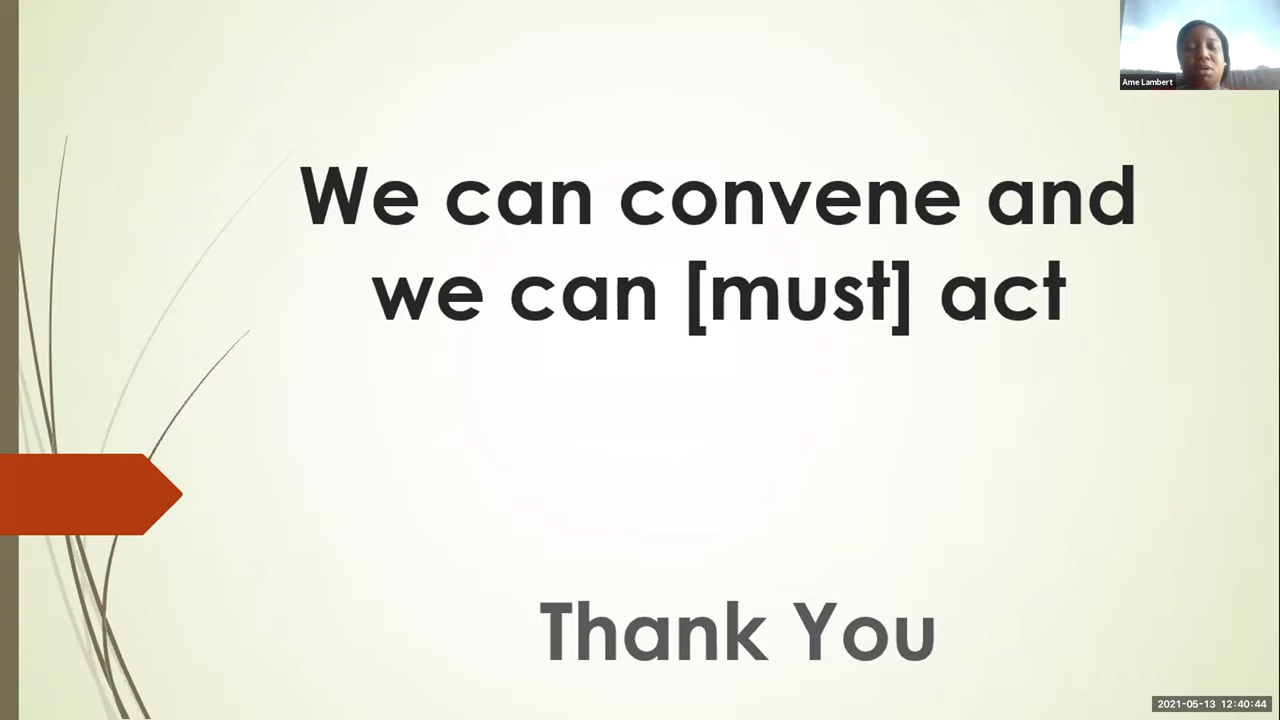 Ame Lambert
We can convene and
we can [must] act
Thank You
2021-05-13 12:40:44